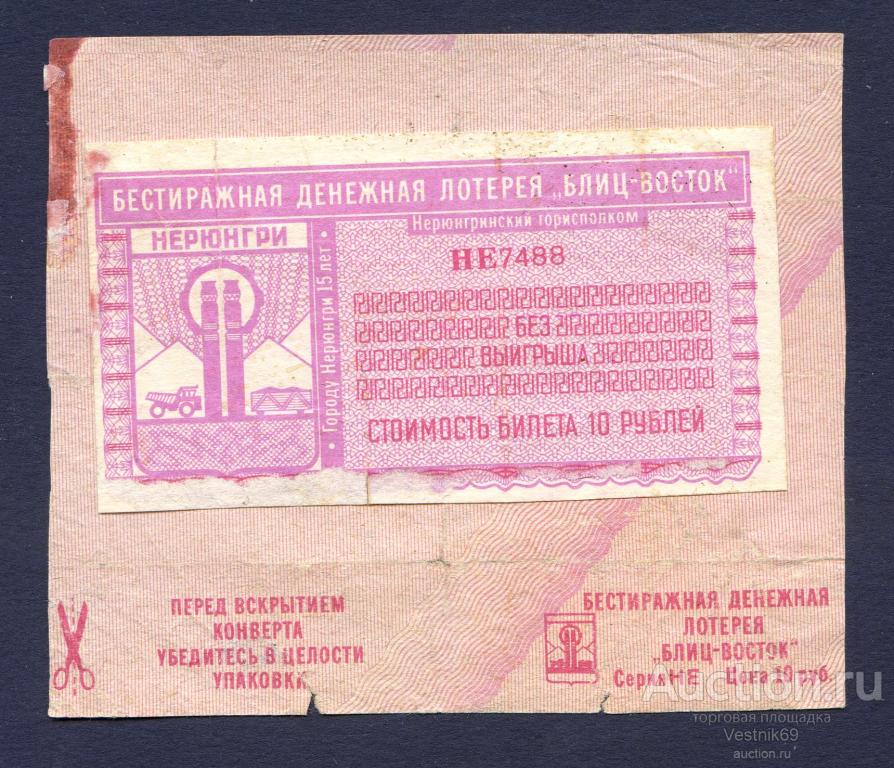 БЕСТИРАЖНАЯ ДЕНЕЖНАЯ ЛОТЕРЕЯ „БЛИЦ-ВОСТОК“
Нерюнгринский горисполком
НЕРЮНГРИ
• Городу Нерюнгри 15 лет •
НЕ7488
БЕЗ
ВЫИГРЫША
СТОИМОСТЬ БИЛЕТА 10 РУБЛЕЙ
ПЕРЕД ВСКРЫТИЕМ
КОНВЕРТА
УБЕДИТЕСЬ В ЦЕЛОСТИ
УПАКОВКИ
БЕСТИРАЖНАЯ ДЕНЕЖНАЯ
ЛОТЕРЕЯ
„БЛИЦ-ВОСТОК“
Серия НЕ Цена 10 руб.
Auction.ru
торговая площадка
Vestnik69
auction.ru